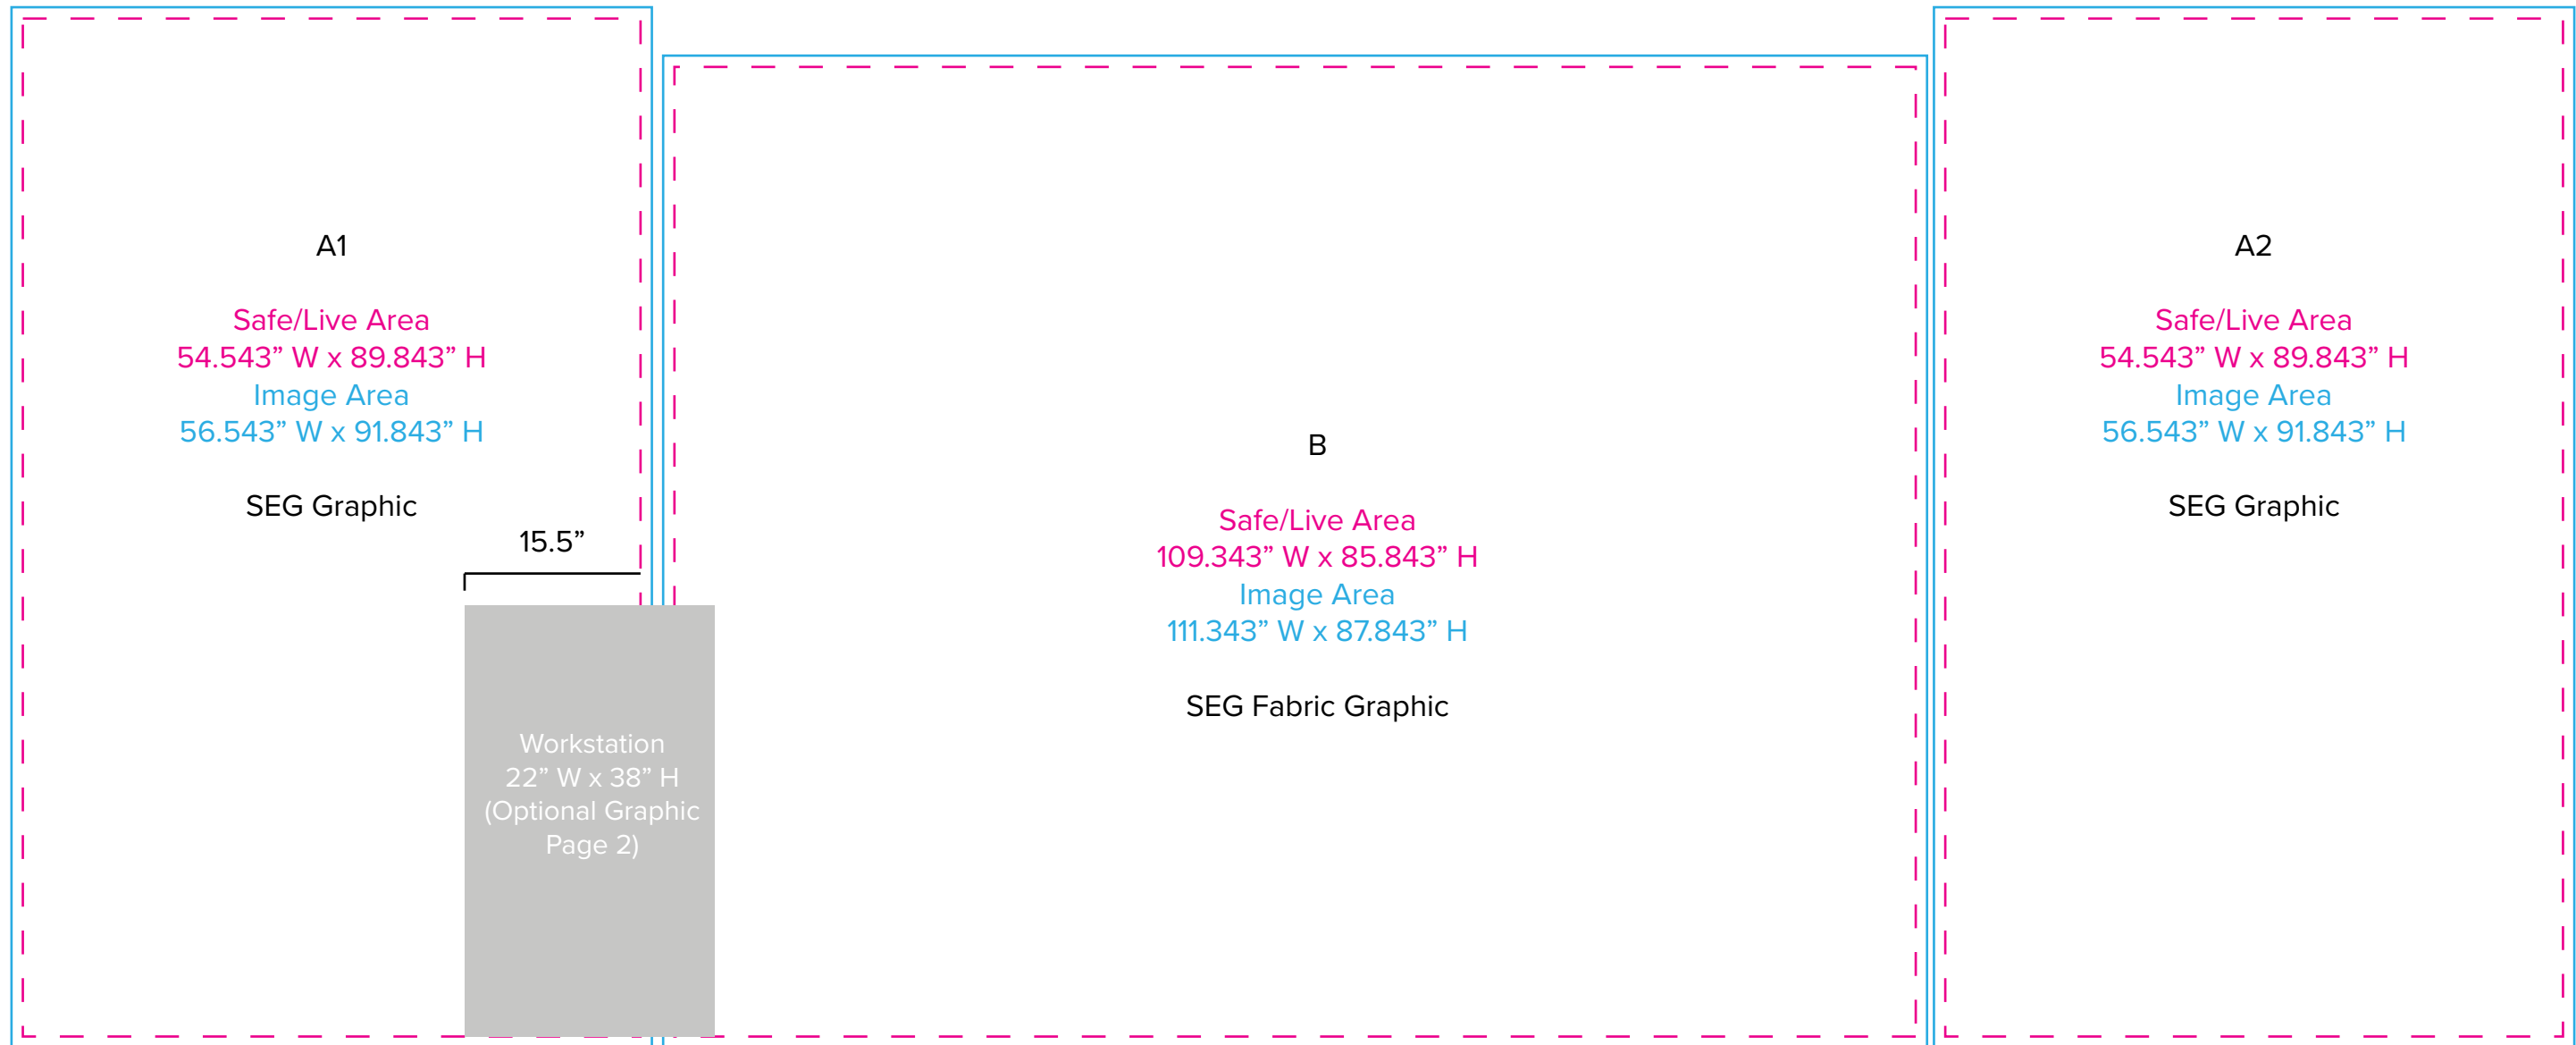 A1
Safe/Live Area
54.543” W x 89.843” H
Image Area
56.543” W x 91.843” H
SEG Graphic
15.5”
Workstation
22” W x 38” H
(Optional Graphic
Page 2)
B
Safe/Live Area
109.343” W x 85.843” H
Image Area
111.343” W x 87.843” H
SEG Fabric Graphic
A2
Safe/Live Area
54.543” W x 89.843” H
Image Area
56.543” W x 91.843” H
SEG Graphic